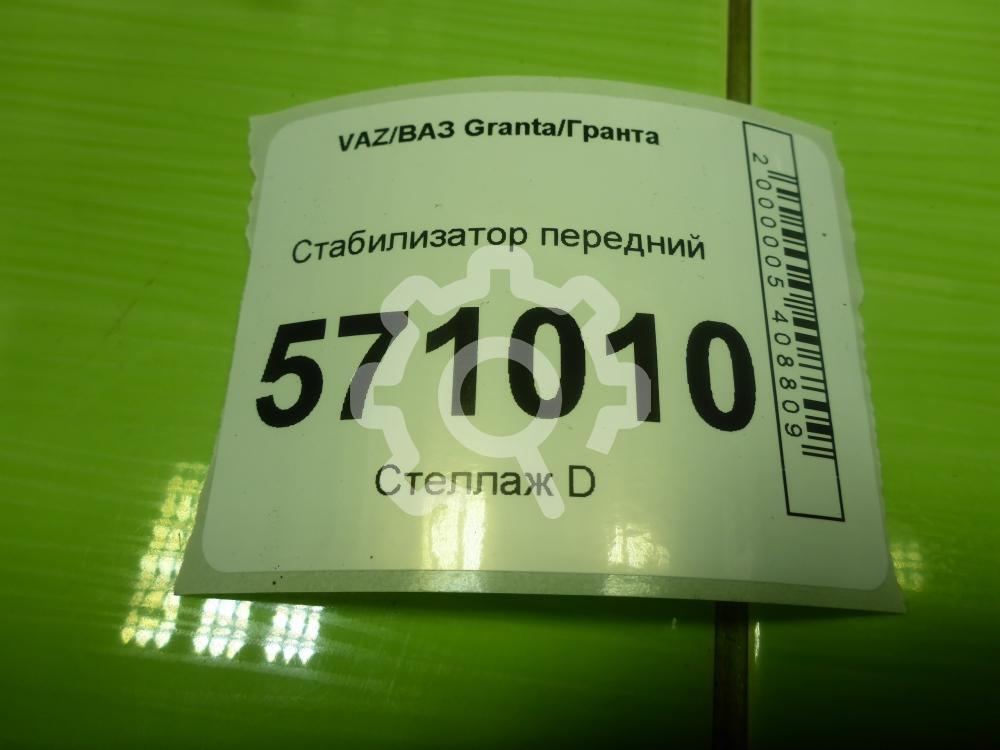 VAZ/ВАЗ Granta/Гранта
Стабилизатор передний
571010
Стеллаж D
2000005408809